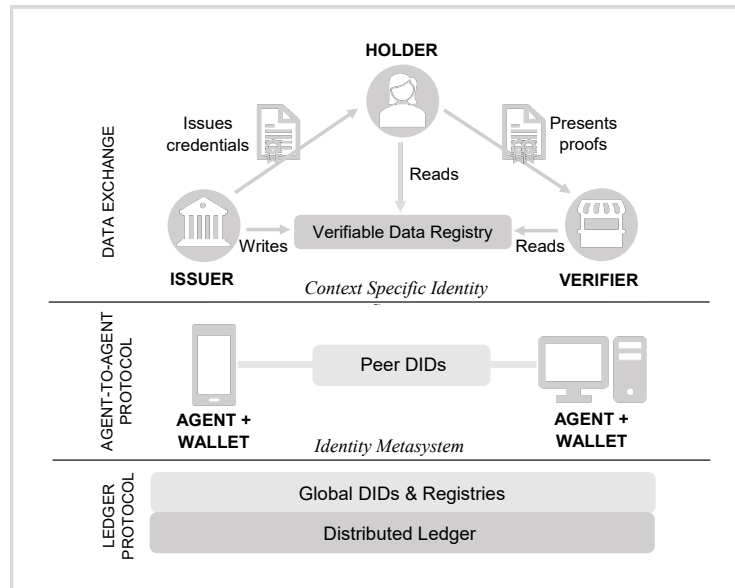 HOLDER
Issues
credentials
Presents
proofs
DATA EXCHANGE
Reads
Verifiable Data Registry
Writes
Reads
ISSUER
VERIFIER
Context Specific Identity
AGENT-TO-AGENT
PROTOCOL
Peer DIDs
AGENT +
WALLET
AGENT +
WALLET
Identity Metasystem
LEDGER
PROTOCOL
Global DIDs & Registries
Distributed Ledger